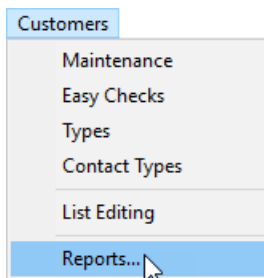 Customers
Maintenance
Easy Checks
Types
Contact Types
List Editing
Reports...